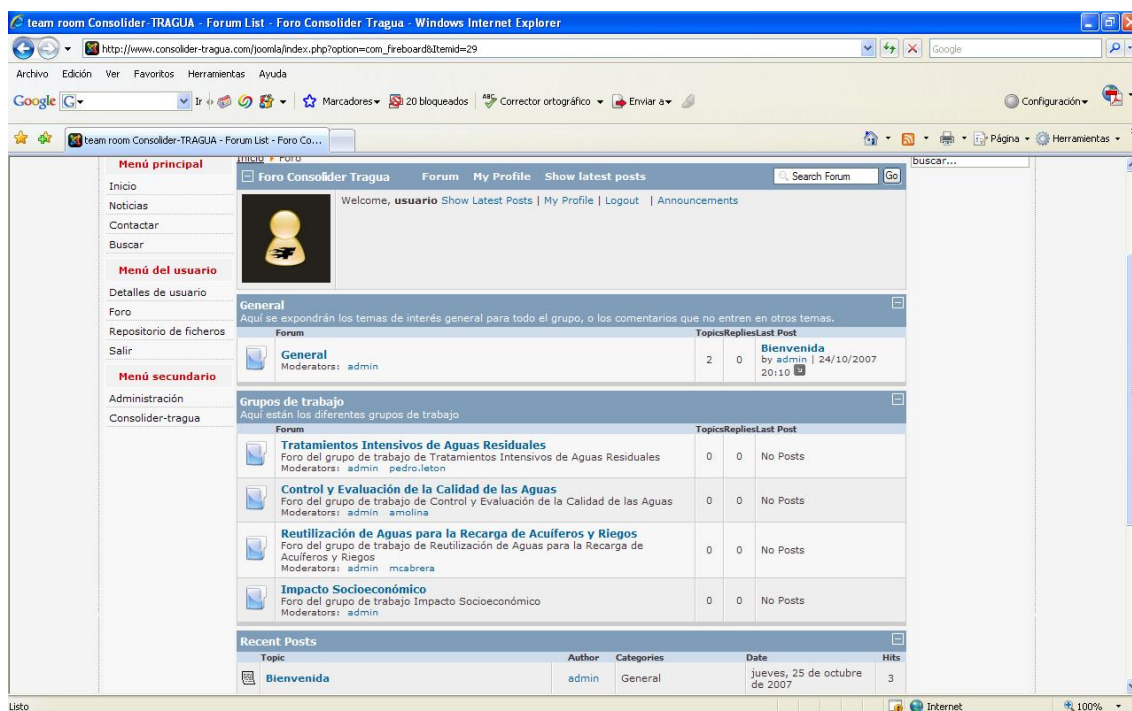 team room Consolider-TRAGUA - Forum List - Foro Consolider Tragua - Windows Internet Explorer
http://www.consolider-tragua.com/joomla/index.php?option=com_fireboard&Itemid=29
Google
Archivo Edición Ver Favoritos Herramientas Ayuda
Google G Ir Marcadores 20 bloqueados ABC Corrector ortográfico Enviar a Configuración
team room Consolider-TRAGUA - Forum List - Foro Co... Página Herramientas
Menú principal
Inicio
Noticias
Contactar
Buscar
Menú del usuario
Detalles de usuario
Foro
Repositorio de ficheros
Salir
Menú secundario
Administración
Consolider-tragua
Inicio Foro
buscar...
Foro Consolider Tragua Forum My Profile Show latest posts Search Forum Go
Welcome, usuario Show Latest Posts | My Profile | Logout | Announcements
General
Aquí se expondrán los temas de interés general para todo el grupo, o los comentarios que no entren en otros temas.
Forum Topics Replies Last Post
General
Moderators: admin
2 0
Bienvenida
by admin | 24/10/2007
20:10
Grupos de trabajo
Aquí están los diferentes grupos de trabajo
Forum Topics Replies Last Post
Tratamientos Intensivos de Aguas Residuales
Foro del grupo de trabajo de Tratamientos Intensivos de Aguas Residuales
Moderators: admin pedro.leton
0 0 No Posts
Control y Evaluación de la Calidad de las Aguas
Foro del grupo de trabajo de Control y Evaluación de la Calidad de las Aguas
Moderators: admin amolina
0 0 No Posts
Reutilización de Aguas para la Recarga de Acuíferos y Riegos
Foro del grupo de trabajo de Reutilización de Aguas para la Recarga de
Acuíferos y Riegos
Moderators: admin mcabrera
0 0 No Posts
Impacto Socioeconómico
Foro del grupo de trabajo Impacto Socioeconómico
Moderators: admin
0 0 No Posts
Recent Posts
Topic Author Categories Date Hits
Bienvenida admin General
jueves, 25 de octubre
de 2007
3
Listo Internet 100%